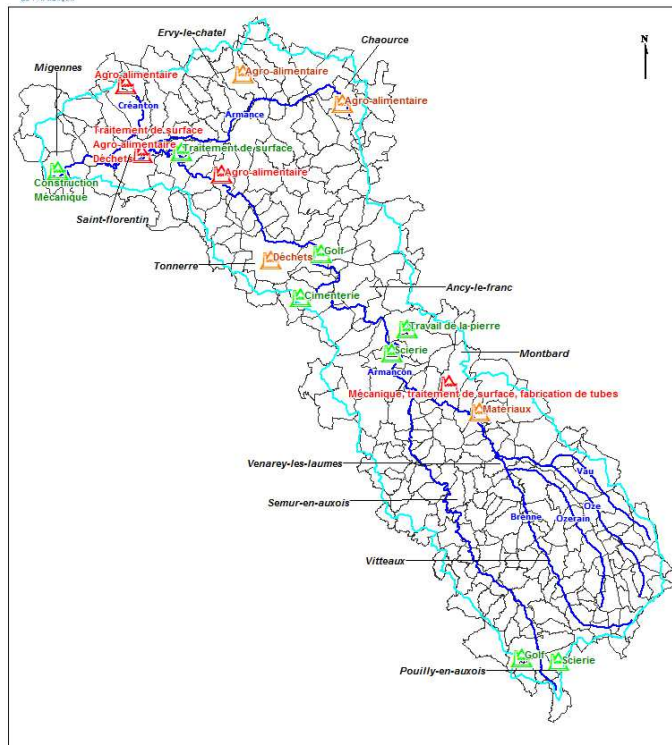 Ervy-le-chatel
Chaource
N
Migennes
Agro-alimentaire
Agro-alimentaire
Agro-alimentaire
Créanton
Armance
Traitement de surface
Agro-alimentaire
Déchets
Traitement de surface
Agro-alimentaire
Construction
Mécanique
Saint-florentin
Golf
Déchets
Tonnerre
Ancy-le-franc
Cimenterie
Travail de la pierre
Scierie
Montbard
Armançon
Mécanique, traitement de surface, fabrication de tubes
Matériaux
Venarey-les-laumes
Vau
Semur-en-auxois
Oze
Brenne
Ozerain
Vitteaux
Golf
Scierie
Pouilly-en-auxois